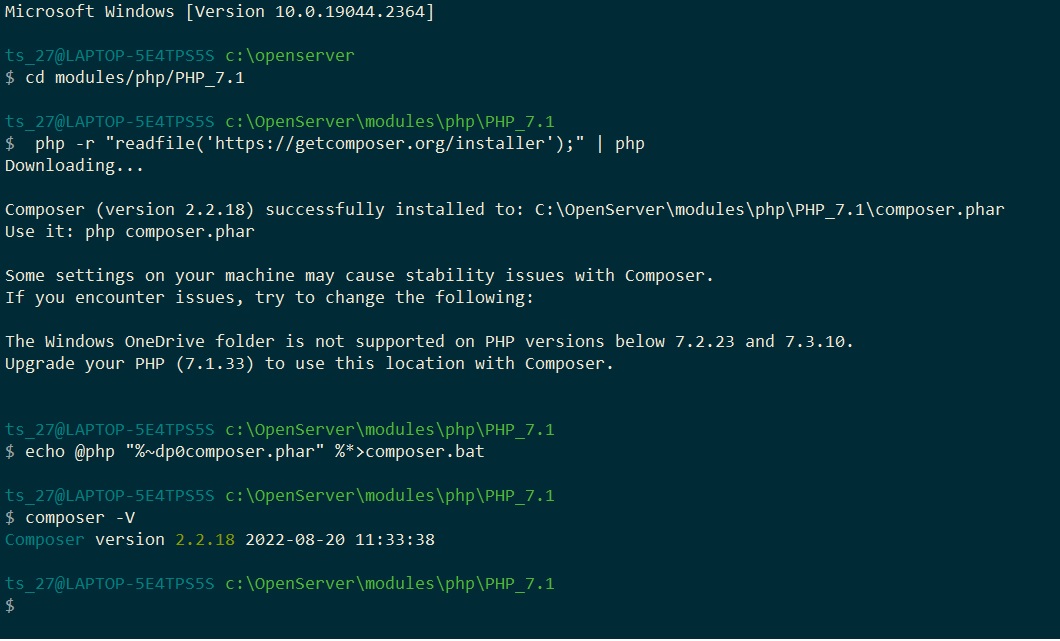 Microsoft Windows [Version 10.0.19044.2364]
ts_27@LAPTOP-5E4TPS5S c:\openserver
$ cd modules/php/PHP_7.1
ts_27@LAPTOP-5E4TPS5S c:\OpenServer\modules\php\PHP_7.1
$  php -r "readfile('https://getcomposer.org/installer');" | php
Downloading...
Composer (version 2.2.18) successfully installed to: C:\OpenServer\modules\php\PHP_7.1\composer.phar
Use it: php composer.phar
Some settings on your machine may cause stability issues with Composer.
If you encounter issues, try to change the following:
The Windows OneDrive folder is not supported on PHP versions below 7.2.23 and 7.3.10.
Upgrade your PHP (7.1.33) to use this location with Composer.
ts_27@LAPTOP-5E4TPS5S c:\OpenServer\modules\php\PHP_7.1
$ echo @php "%~dp0composer.phar" %*>composer.bat
ts_27@LAPTOP-5E4TPS5S c:\OpenServer\modules\php\PHP_7.1
$ composer -V
Composer version 2.2.18 2022-08-20 11:33:38
ts_27@LAPTOP-5E4TPS5S c:\OpenServer\modules\php\PHP_7.1
$